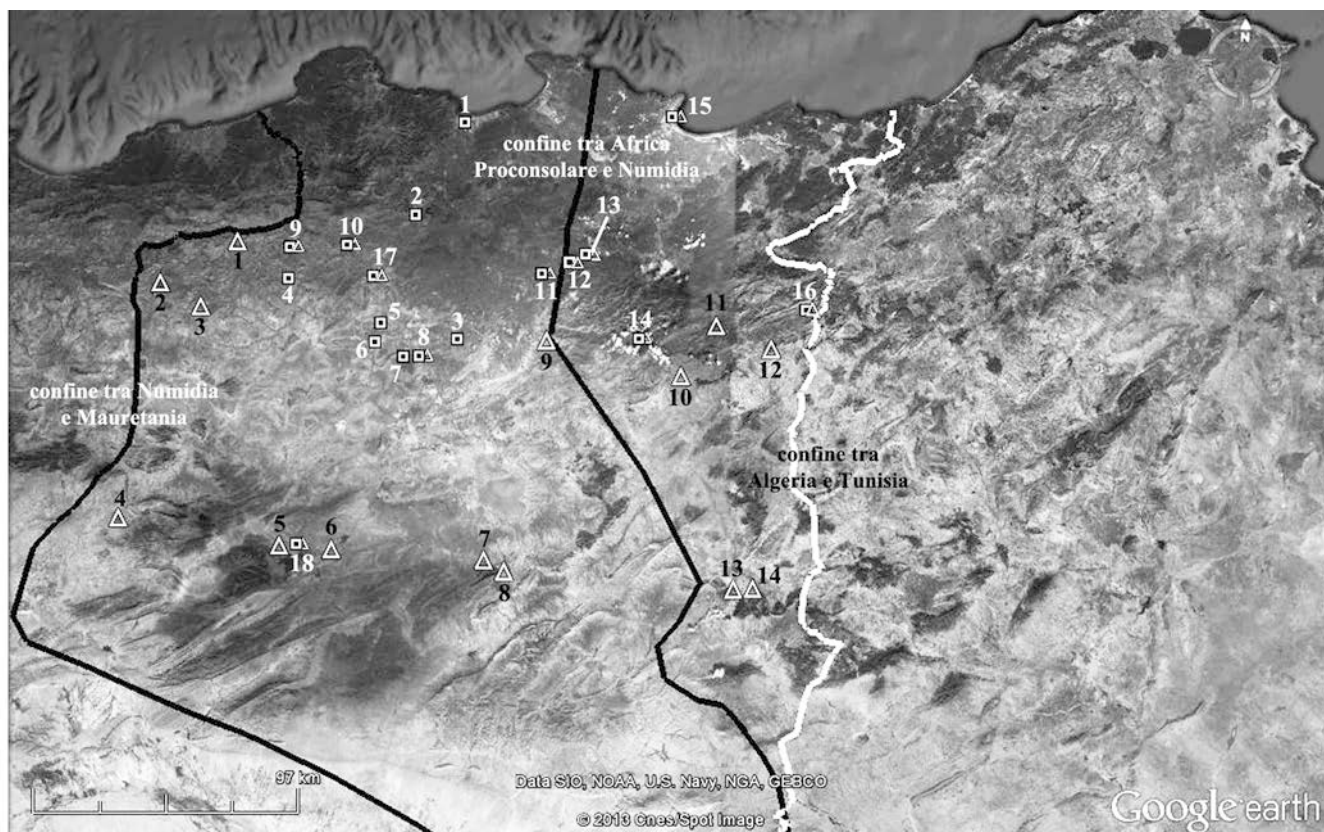 N
1
15
confine tra Africa
Proconsolare e Numidia
2
13
9
10
1
17
12
2
4
11
3
5
11
16
6
8
3
14
7
9
12
10
confine tra Numidia
e Mauretania
confine tra
Algeria e Tunisia
4
5
6
18
7
8
13
14
97 km
Data SIO, NOAA, U.S. Navy, NGA, GEBCO
© 2013 Cnes/Spot Image
Google earth